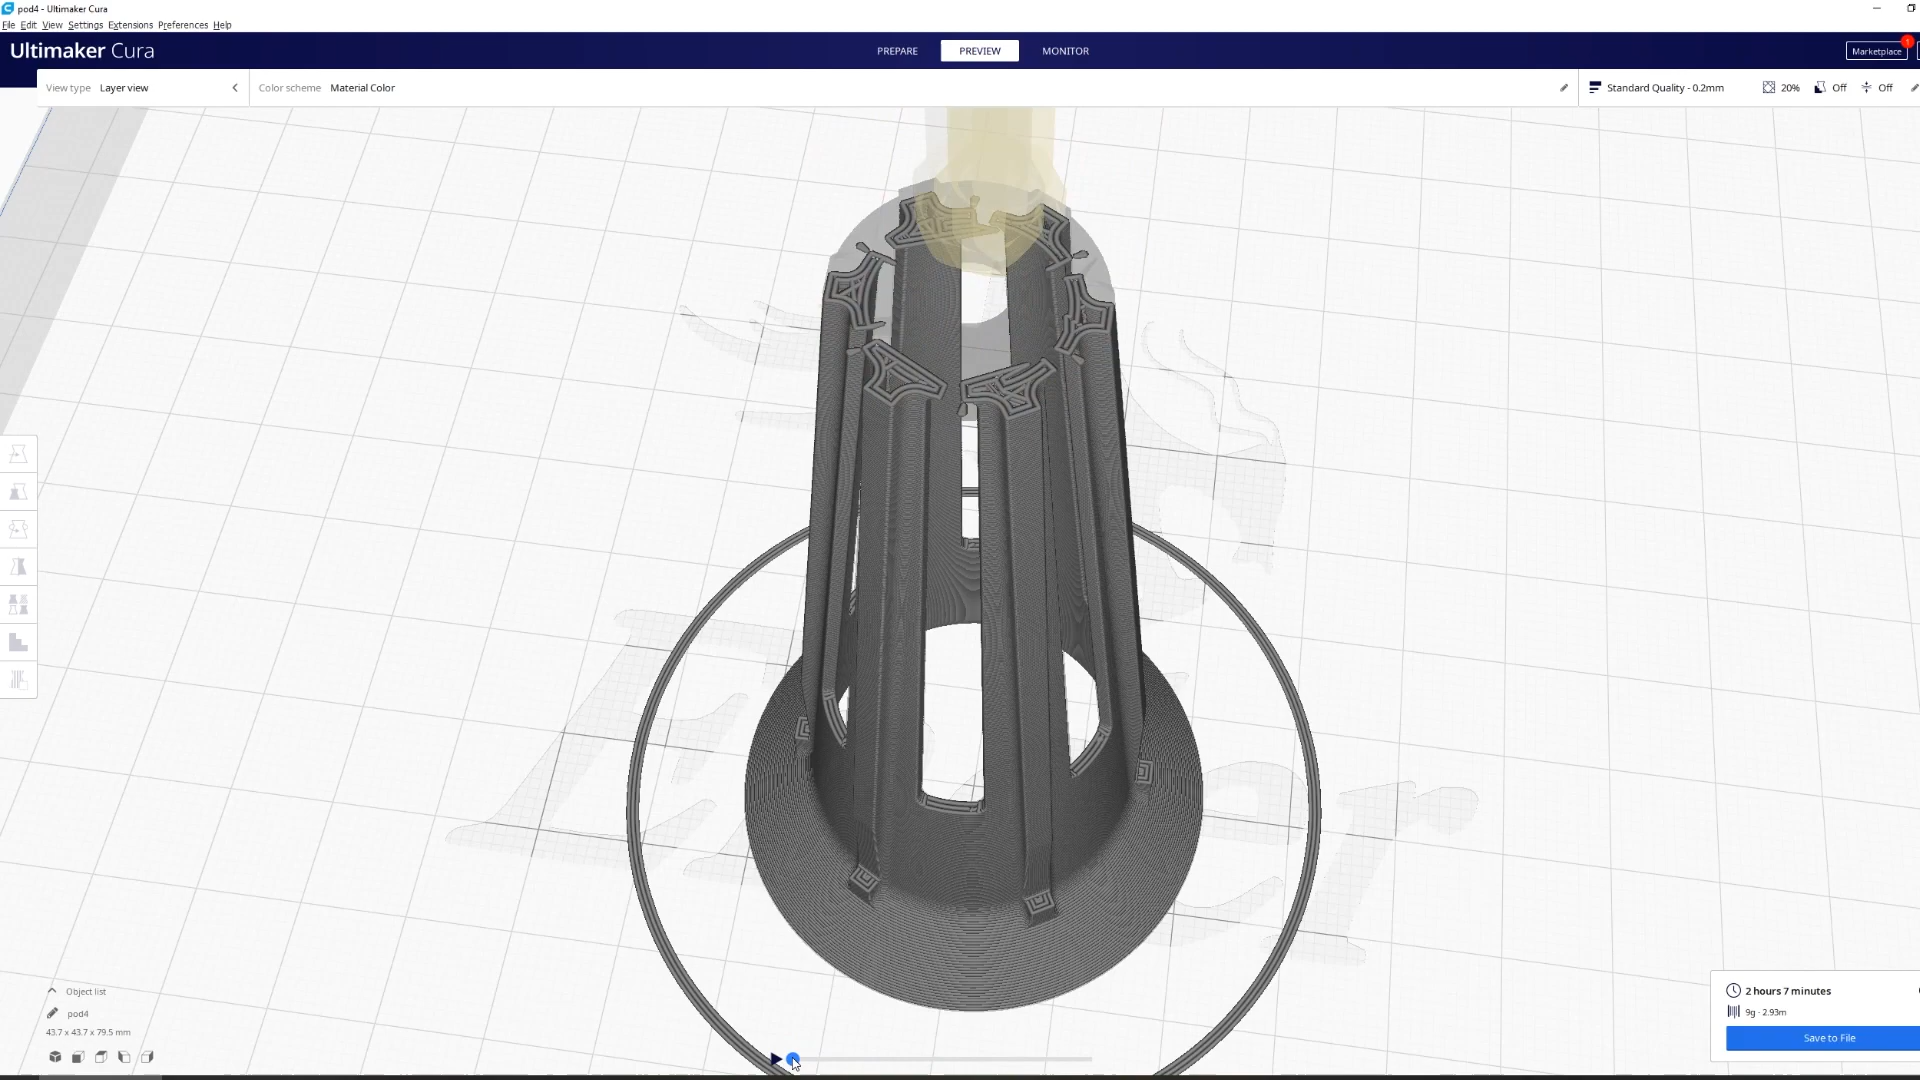 pod4 - Ultimaker Cura
File Edit View Settings Extensions Preferences Help
Ultimaker Cura
PREPARE PREVIEW MONITOR
Marketplace 1
View type Layer view
Color scheme Material Color
Standard Quality - 0.2mm 20% Off Off
Object list
pod4
43.7 x 43.7 x 79.5 mm
2 hours 7 minutes
9g · 2.93m
Save to File